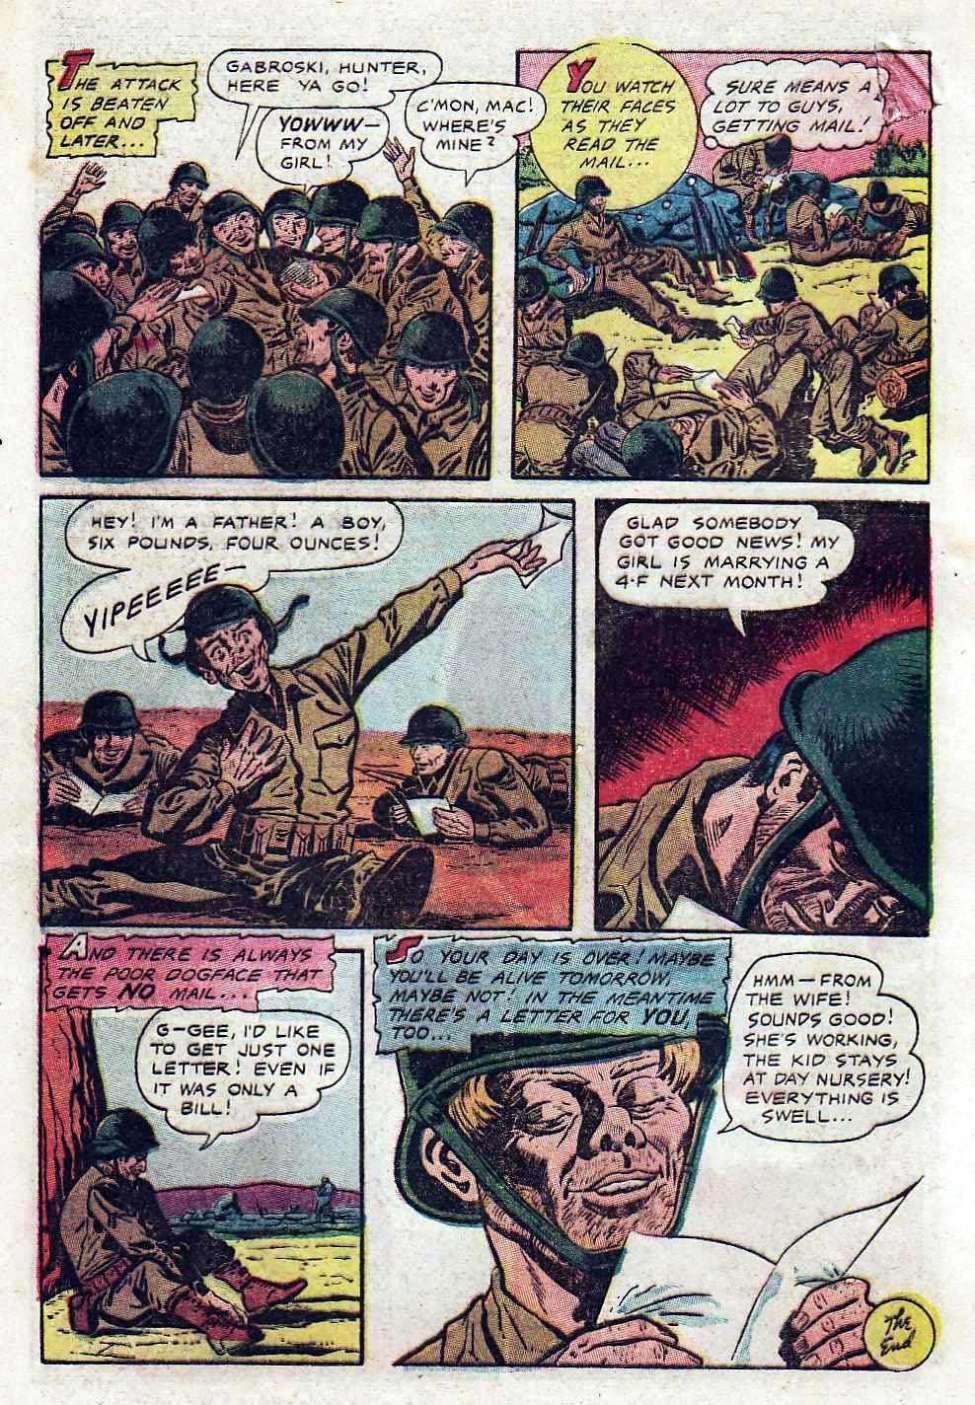 THE ATTACK
IS BEATEN
OFF AND
LATER...
GABROSKI, HUNTER,
HERE YA GO!
YOWWW—
FROM MY
GIRL!
C'MON, MAC!
WHERE'S
MINE?
YOU WATCH
THEIR FACES
AS THEY
READ THE
MAIL...
SURE MEANS A
LOT TO GUYS,
GETTING MAIL!
HEY! I'M A FATHER! A BOY,
SIX POUNDS, FOUR OUNCES!
YIPEEEEE—
GLAD SOMEBODY
GOT GOOD NEWS! MY
GIRL IS MARRYING A
4-F NEXT MONTH!
AND THERE IS ALWAYS
THE POOR DOGFACE THAT
GETS NO MAIL...
G-GEE, I'D LIKE
TO GET JUST ONE
LETTER! EVEN IF
IT WAS ONLY A
BILL!
SO YOUR DAY IS OVER! MAYBE
YOU'LL BE ALIVE TOMORROW,
MAYBE NOT! IN THE MEANTIME
THERE'S A LETTER FOR YOU,
TOO...
HMM—FROM
THE WIFE!
SOUNDS GOOD!
SHE'S WORKING,
THE KID STAYS
AT DAY NURSERY!
EVERYTHING IS
SWELL...
The
End